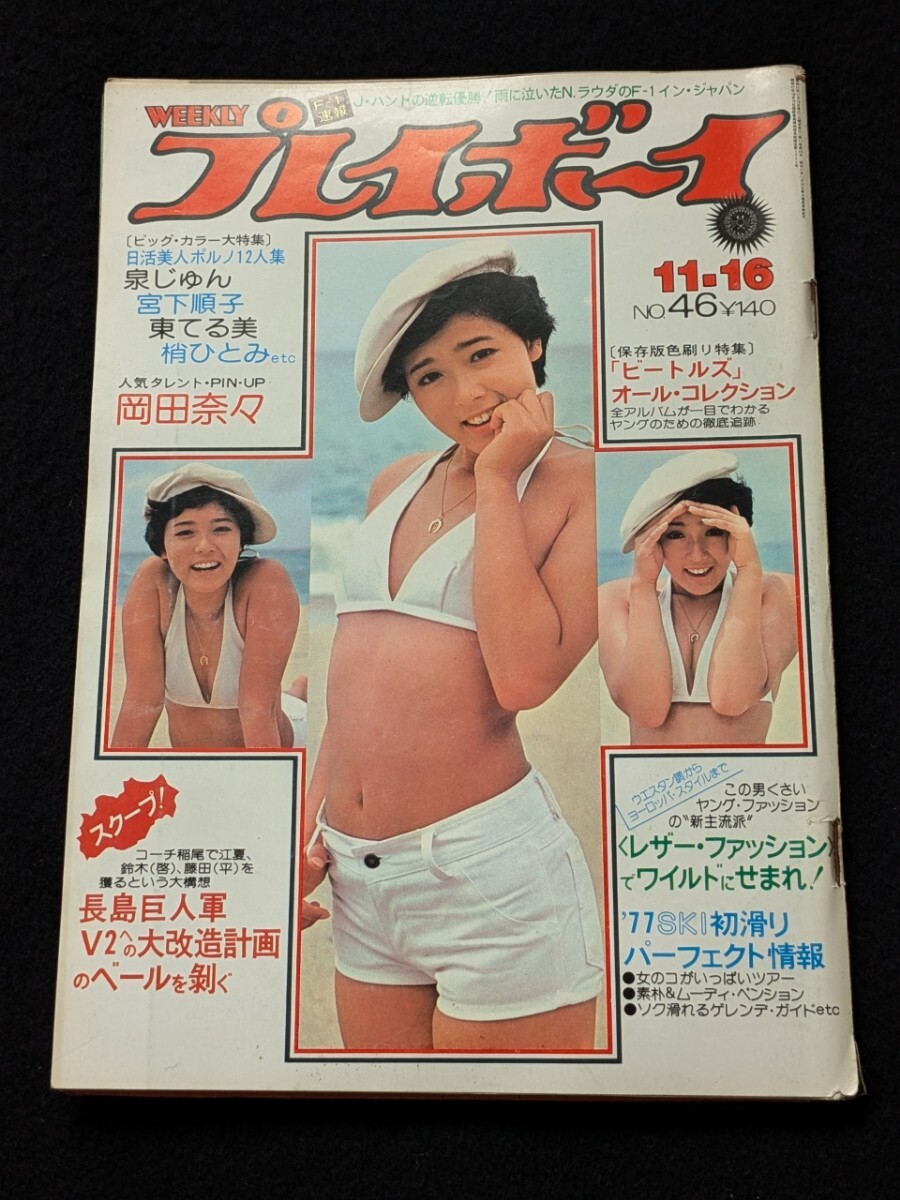 F-1
速報
J・ハントの逆転優勝!雨に泣いたN.ラウダのF-1イン・ジャパン
WEEKLY
プレイボーイ
11-16
NO.46¥140
[ビッグ・カラー大特集]
日活美人ポルノ12人集
泉じゅん
宮下順子
東てる美
梢ひとみetc
人気タレント・PIN・UP
岡田奈々
[保存版色刷り特集]
「ビートルズ」
オール・コレクション
全アルバムが一目でわかる
ヤングのための徹底追跡
スクープ!
コーチ稲尾で江夏、
鈴木(啓)、藤田(平)を
獲るという大構想
長島巨人軍
V2への大改造計画
のベールを剝ぐ
ウエスタン調から
ヨーロッパ・スタイルまで
この男くさい
ヤング・ファッション
の"新主流派"
〈レザー・ファッション〉
でワイルドにせまれ!
'77SKI初滑り
パーフェクト情報
●女のコがいっぱいツアー
●素朴&ムーディ・ペンション
●ソク滑れるゲレンデ・ガイドetc